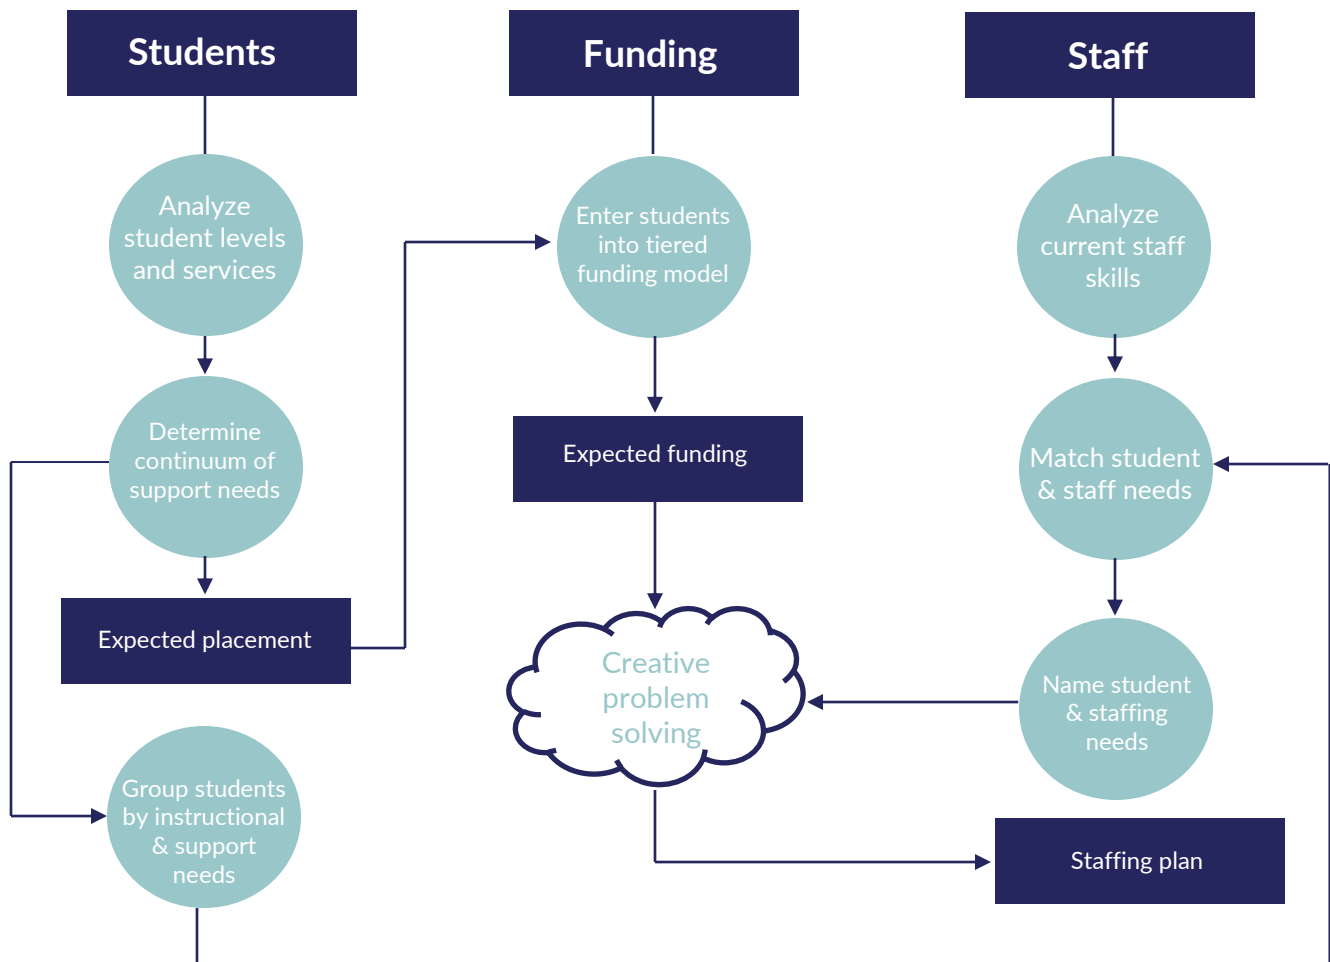 Students
Funding
Staff
Analyze
student levels
and services
Enter students
into tiered
funding model
Analyze
current staff
skills
Determine
continuum of
support needs
Expected funding
Match student
& staff needs
Expected placement
Creative
problem
solving
Name student
& staffing
needs
Group students
by instructional
& support
needs
Staffing plan